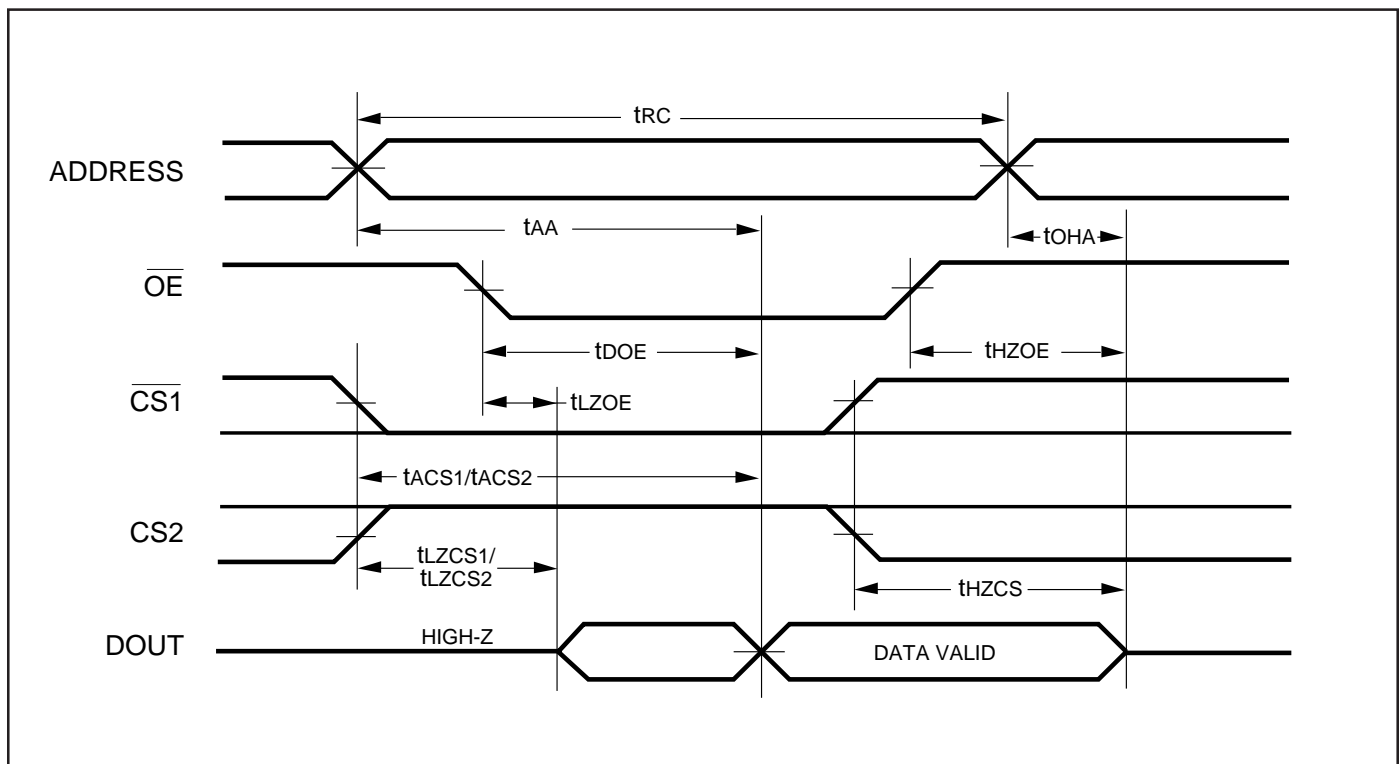 tRC
ADDRESS
tAA
tOHA
OE
tDOE
tHZOE
CS1
tLZOE
tACS1/tACS2
CS2
tLZCS1/
tLZCS2
tHZCS
DOUT
HIGH-Z
DATA VALID